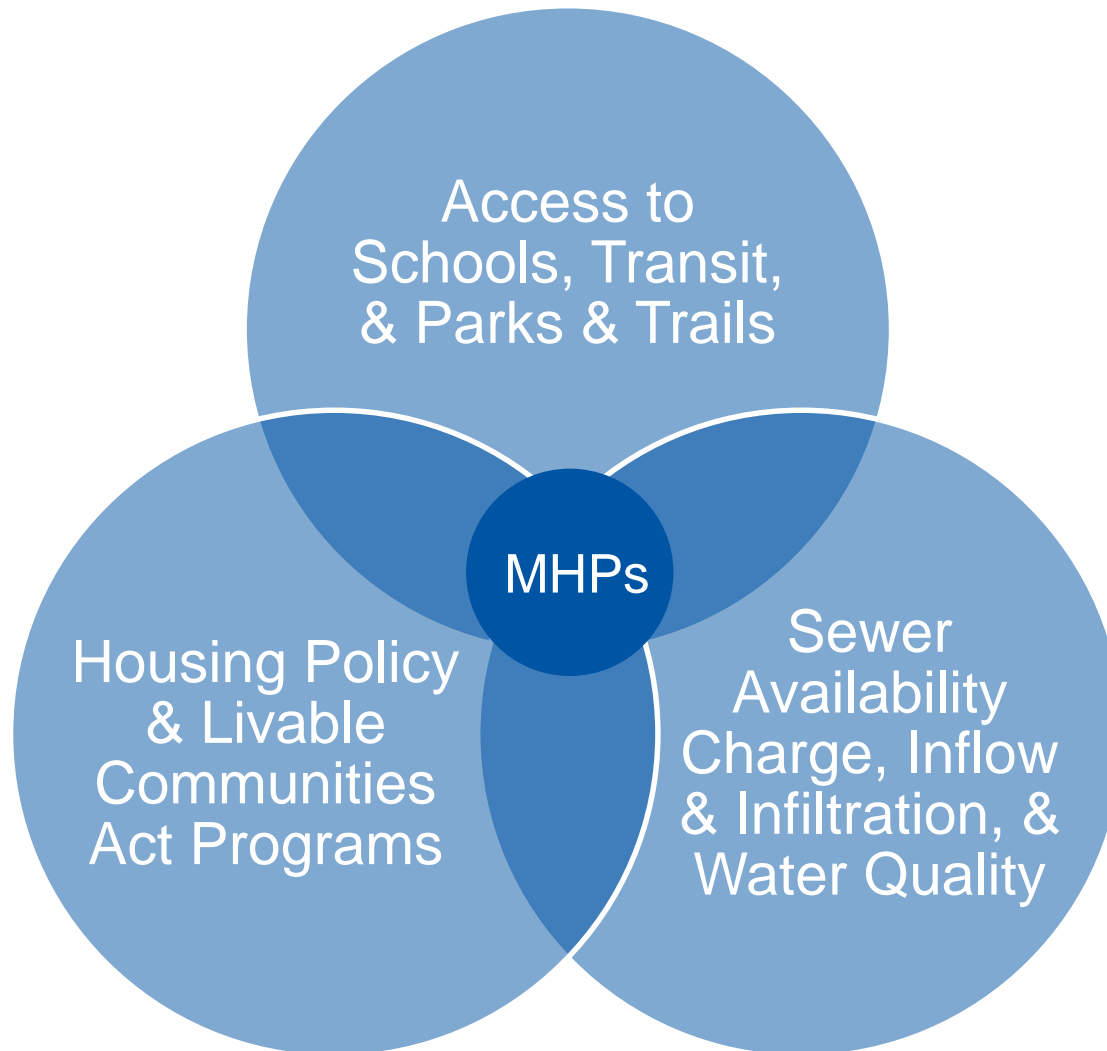 Access to
Schools, Transit,
& Parks & Trails
MHPs
Housing Policy
& Livable
Communities
Act Programs
Sewer
Availability
Charge, Inflow
& Infiltration, &
Water Quality